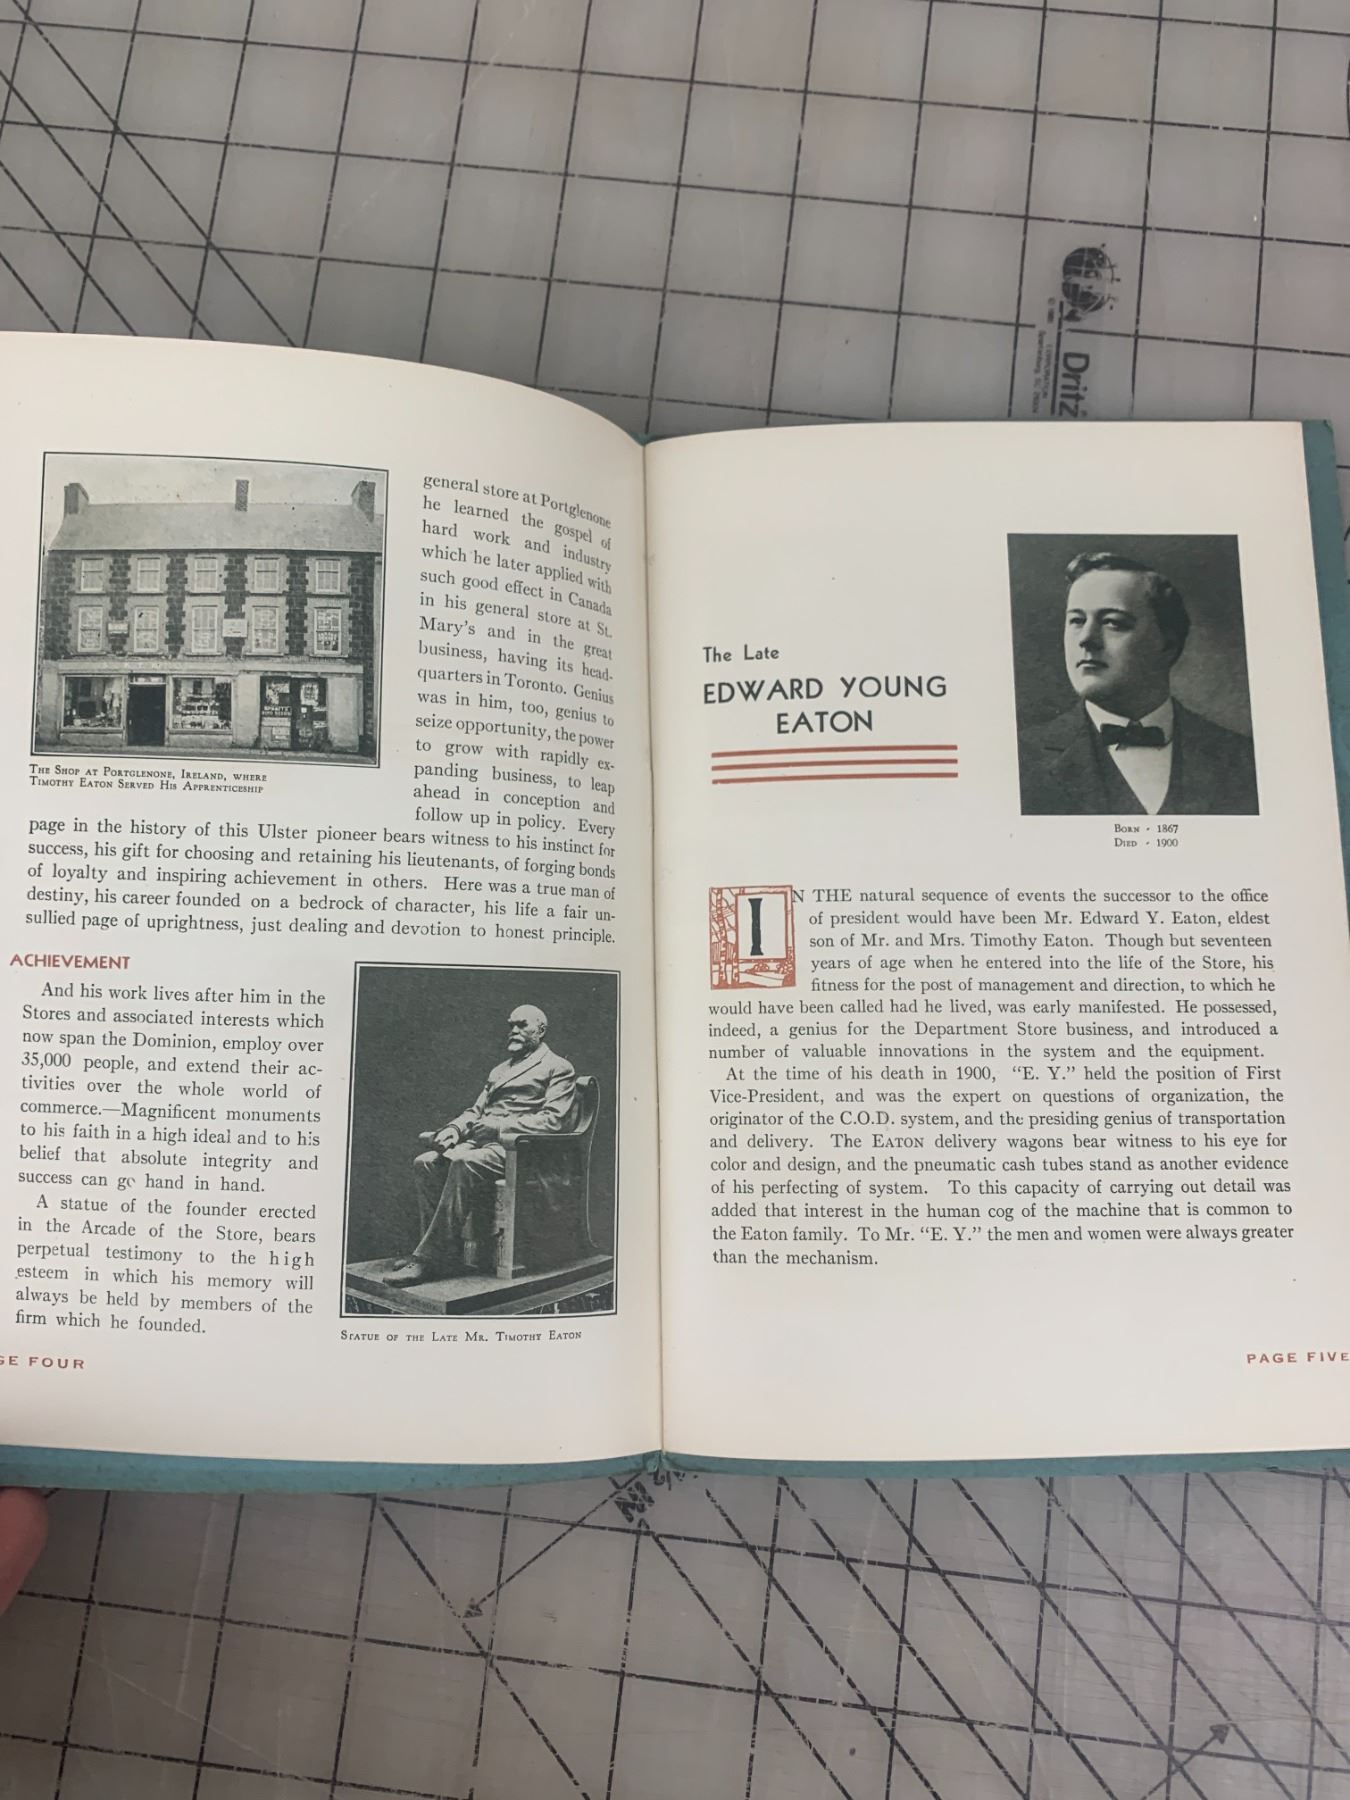 general store at Portglenone
he learned the gospel of
hard work and industry
which he later applied with
such good effect in Canada
in his general store at St.
Mary's and in the great
business, having its head-
quarters in Toronto. Genius
was in him, too, genius to
seize opportunity, the power
to grow with rapidly ex-
panding business, to leap
ahead in conception and
follow up in policy. Every
THE SHOP AT PORTGLENONE, IRELAND, WHERE
TIMOTHY EATON SERVED HIS APPRENTICESHIP
page in the history of this Ulster pioneer bears witness to his instinct for
success, his gift for choosing and retaining his lieutenants, of forging bonds
of loyalty and inspiring achievement in others. Here was a true man of
destiny, his career founded on a bedrock of character, his life a fair un-
sullied page of uprightness, just dealing and devotion to honest principle.
ACHIEVEMENT
And his work lives after him in the
Stores and associated interests which
now span the Dominion, employ over
35,000 people, and extend their ac-
tivities over the whole world of
commerce.—Magnificent monuments
to his faith in a high ideal and to his
belief that absolute integrity and
success can go hand in hand.
A statue of the founder erected
in the Arcade of the Store, bears
perpetual testimony to the high
esteem in which his memory will
always be held by members of the
firm which he founded.
STATUE OF THE LATE MR. TIMOTHY EATON
GE FOUR
The Late
EDWARD YOUNG
EATON
BORN - 1867
DIED - 1900
IN THE natural sequence of events the successor to the office
of president would have been Mr. Edward Y. Eaton, eldest
son of Mr. and Mrs. Timothy Eaton. Though but seventeen
years of age when he entered into the life of the Store, his
fitness for the post of management and direction, to which he
would have been called had he lived, was early manifested. He possessed,
indeed, a genius for the Department Store business, and introduced a
number of valuable innovations in the system and the equipment.
At the time of his death in 1900, "E. Y." held the position of First
Vice-President, and was the expert on questions of organization, the
originator of the C.O.D. system, and the presiding genius of transportation
and delivery. The EATON delivery wagons bear witness to his eye for
color and design, and the pneumatic cash tubes stand as another evidence
of his perfecting of system. To this capacity of carrying out detail was
added that interest in the human cog of the machine that is common to
the Eaton family. To Mr. "E. Y." the men and women were always greater
than the mechanism.
PAGE FIVE
Dritz
CORPORATION